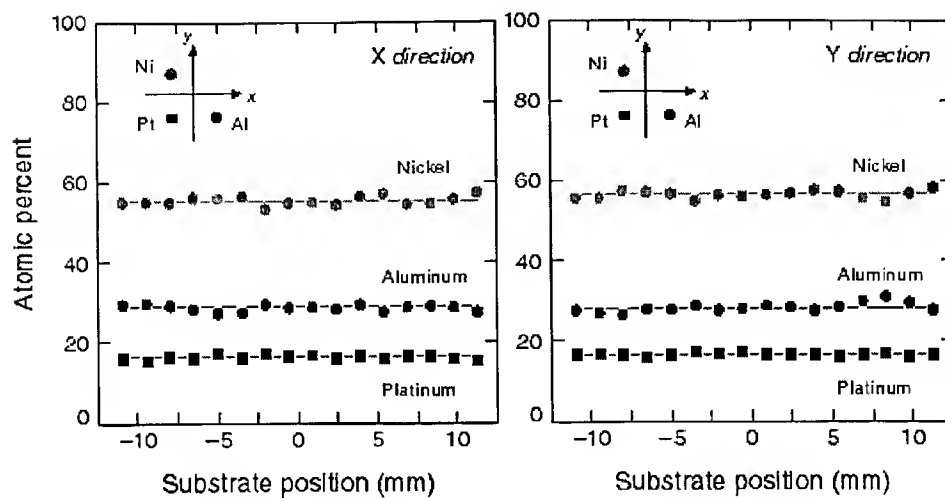 100
80
60
40
20
0
Atomic percent
X direction
y
x
Ni
Pt
Al
Nickel
Aluminum
Platinum
−10
−5
0
5
10
Substrate position (mm)
100
80
60
40
20
0
Y direction
y
x
Ni
Pt
Al
Nickel
Aluminum
Platinum
−10
−5
0
5
10
Substrate position (mm)